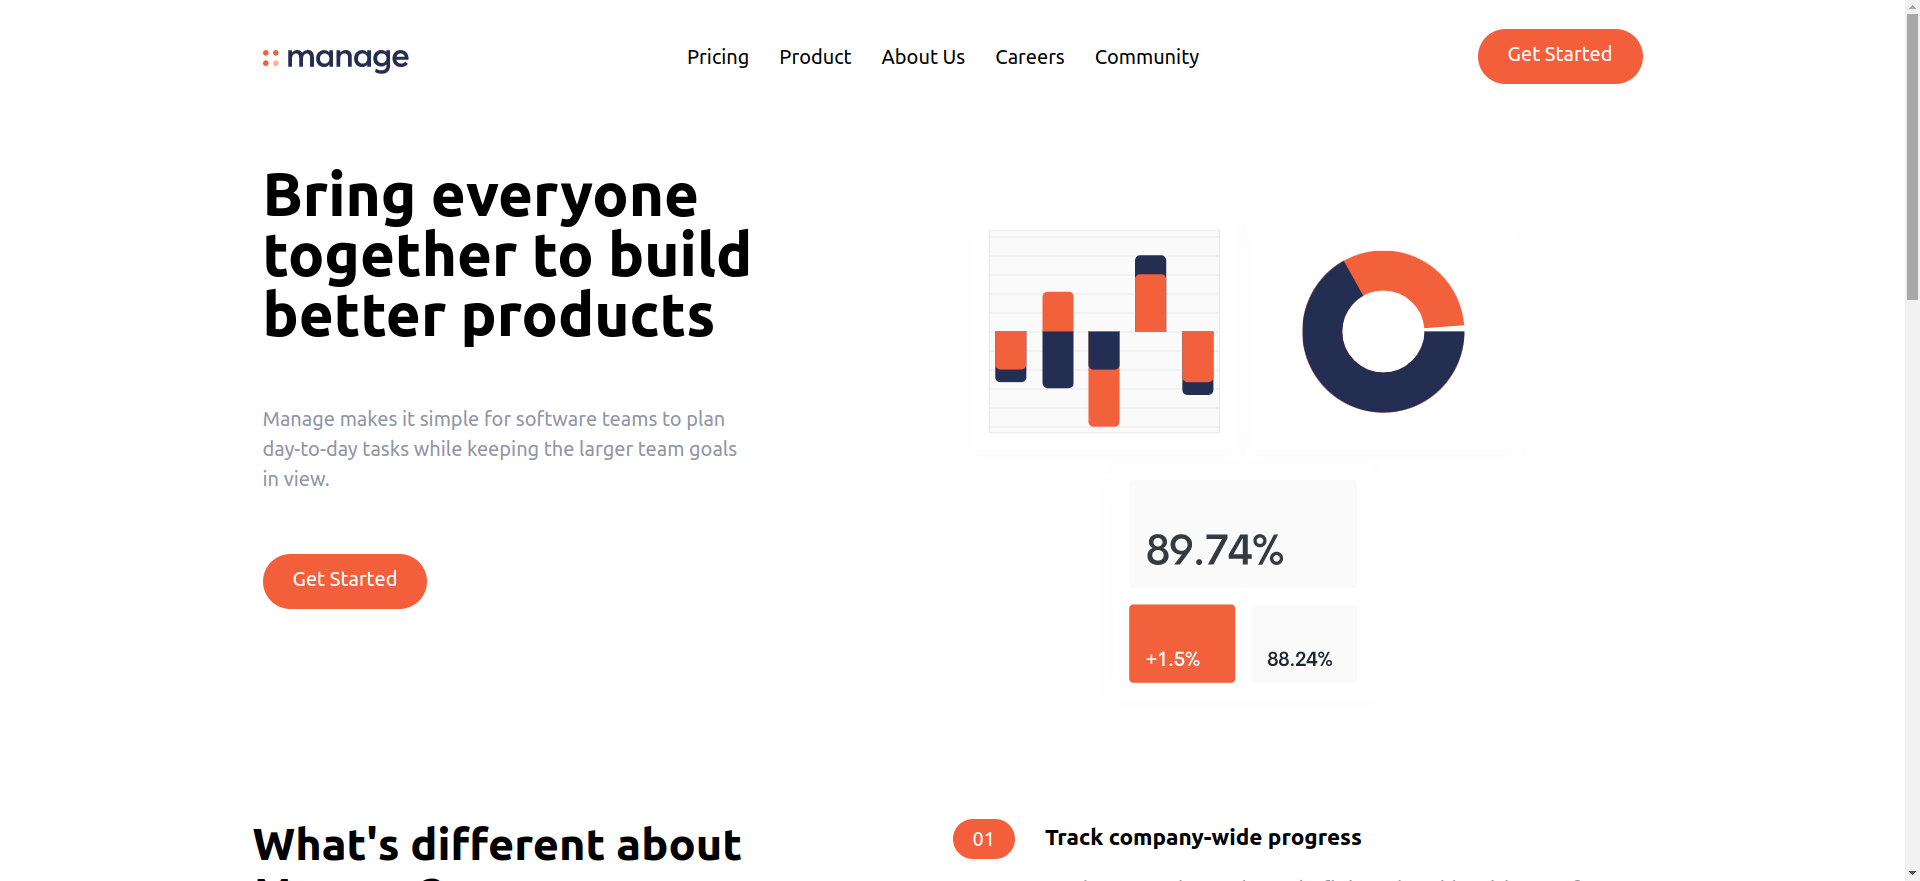 manage
Pricing
Product
About Us
Careers
Community
Get Started
Bring everyone
together to build
better products
Manage makes it simple for software teams to plan
day-to-day tasks while keeping the larger team goals
in view.
Get Started
89.74%
+1.5%
88.24%
What's different about
01
Track company-wide progress